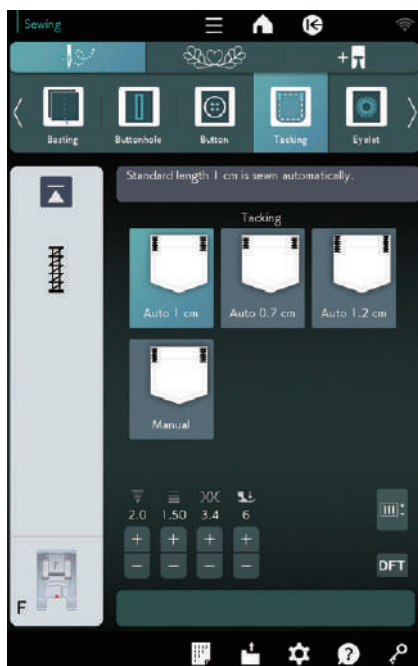 Sewing
Basting Buttonhole Button Tacking Eyelet
Standard length 1 cm is sewn automatically.
Tacking
Auto 1 cm Auto 0.7 cm Auto 1.2 cm
Manual
2.0 1.50 3.4 6
+ + + +
− − − −
DFT
F